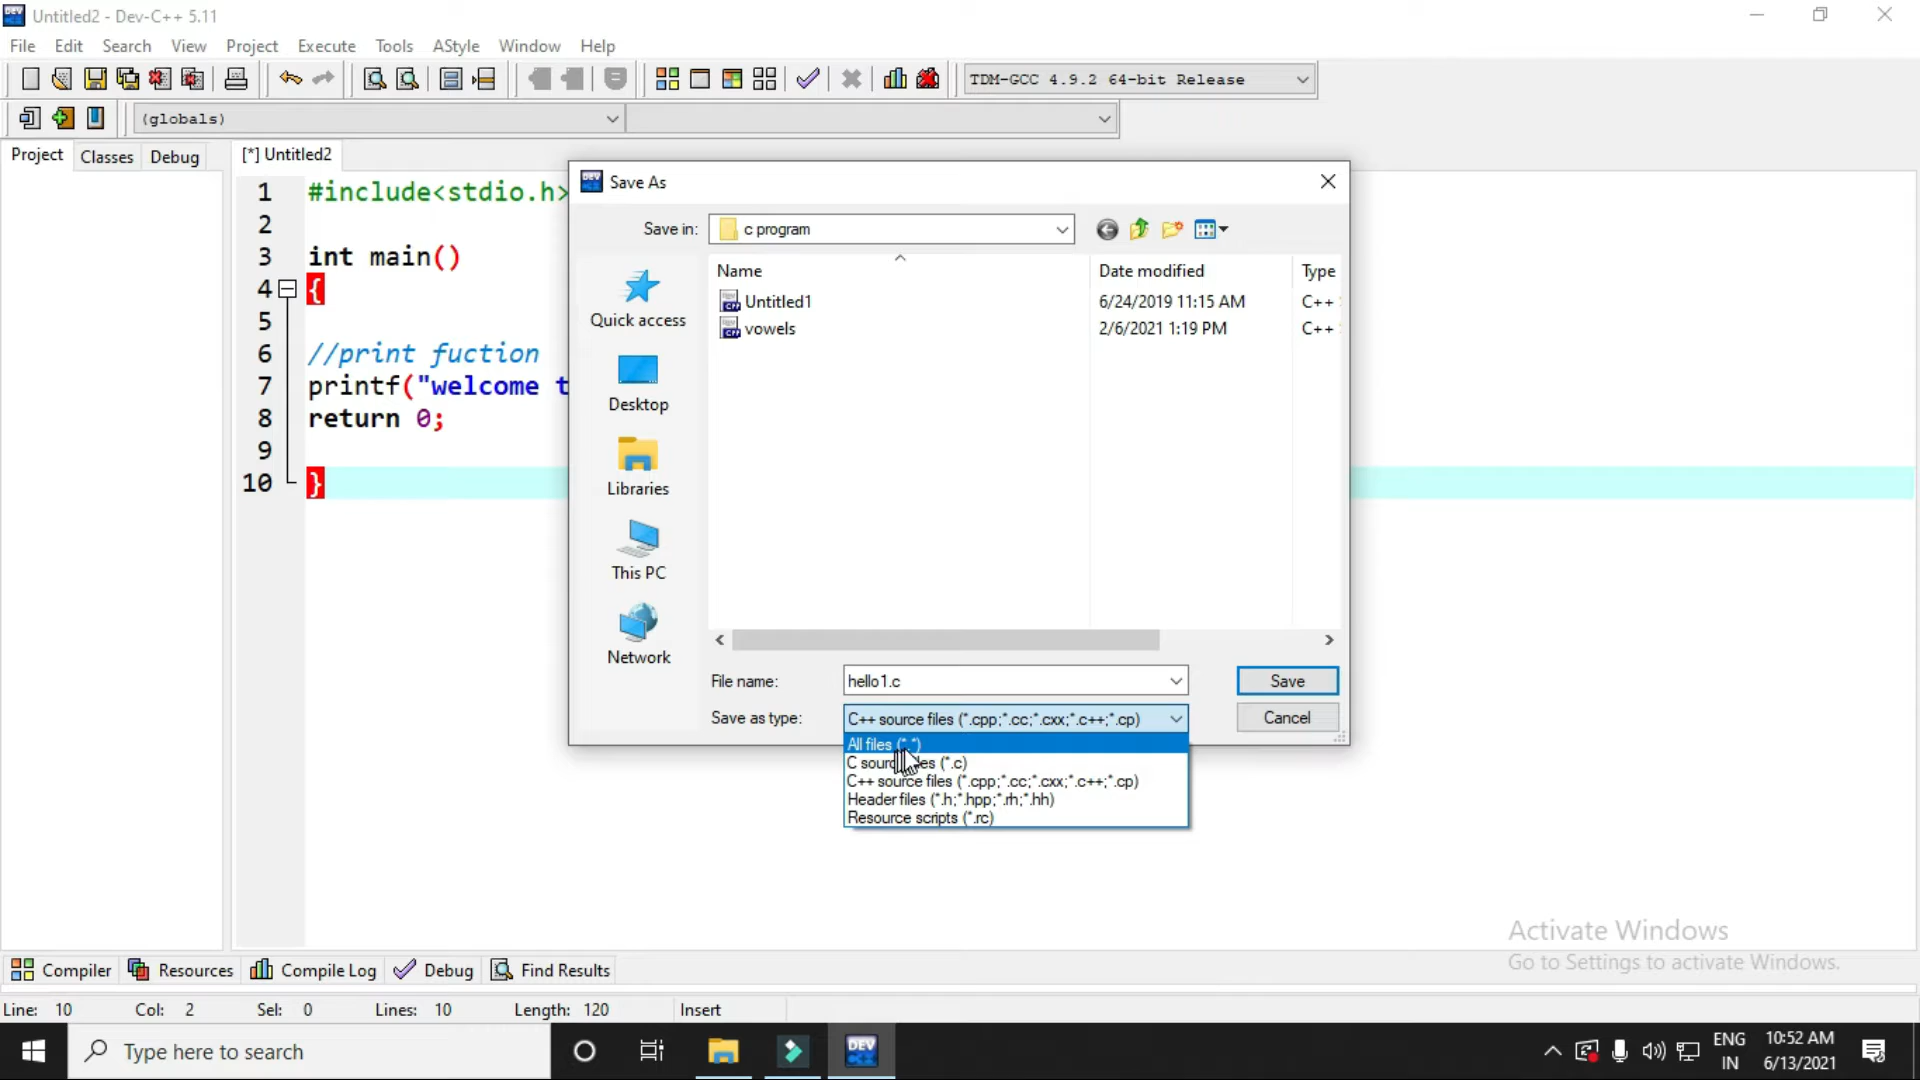 Untitled2 - Dev-C++ 5.11
File Edit Search View Project Execute Tools AStyle Window Help
TDM-GCC 4.9.2 64-bit Release
(globals)
Project Classes Debug
[*] Untitled2
1 #include<stdio.h>
2
3 int main()
4 {
5
6 //print fuction
7 printf("welcome t
8 return 0;
9
10 }
Save As
Save in: c program
Name Date modified Type
Untitled1 6/24/2019 11:15 AM C++
vowels 2/6/2021 1:19 PM C++
Quick access
Desktop
Libraries
This PC
Network
File name: hello1.c Save
Save as type: C++ source files (*.cpp;*.cc;*.cxx;*.c++;*.cp) Cancel
All files (*.*)
C source files (*.c)
C++ source files (*.cpp;*.cc;*.cxx;*.c++;*.cp)
Header files (*.h;*.hpp;*.rh;*.hh)
Resource scripts (*.rc)
Activate Windows
Go to Settings to activate Windows.
Compiler Resources Compile Log Debug Find Results
Line: 10 Col: 2 Sel: 0 Lines: 10 Length: 120 Insert
Type here to search
DEV
ENG
IN
10:52 AM
6/13/2021